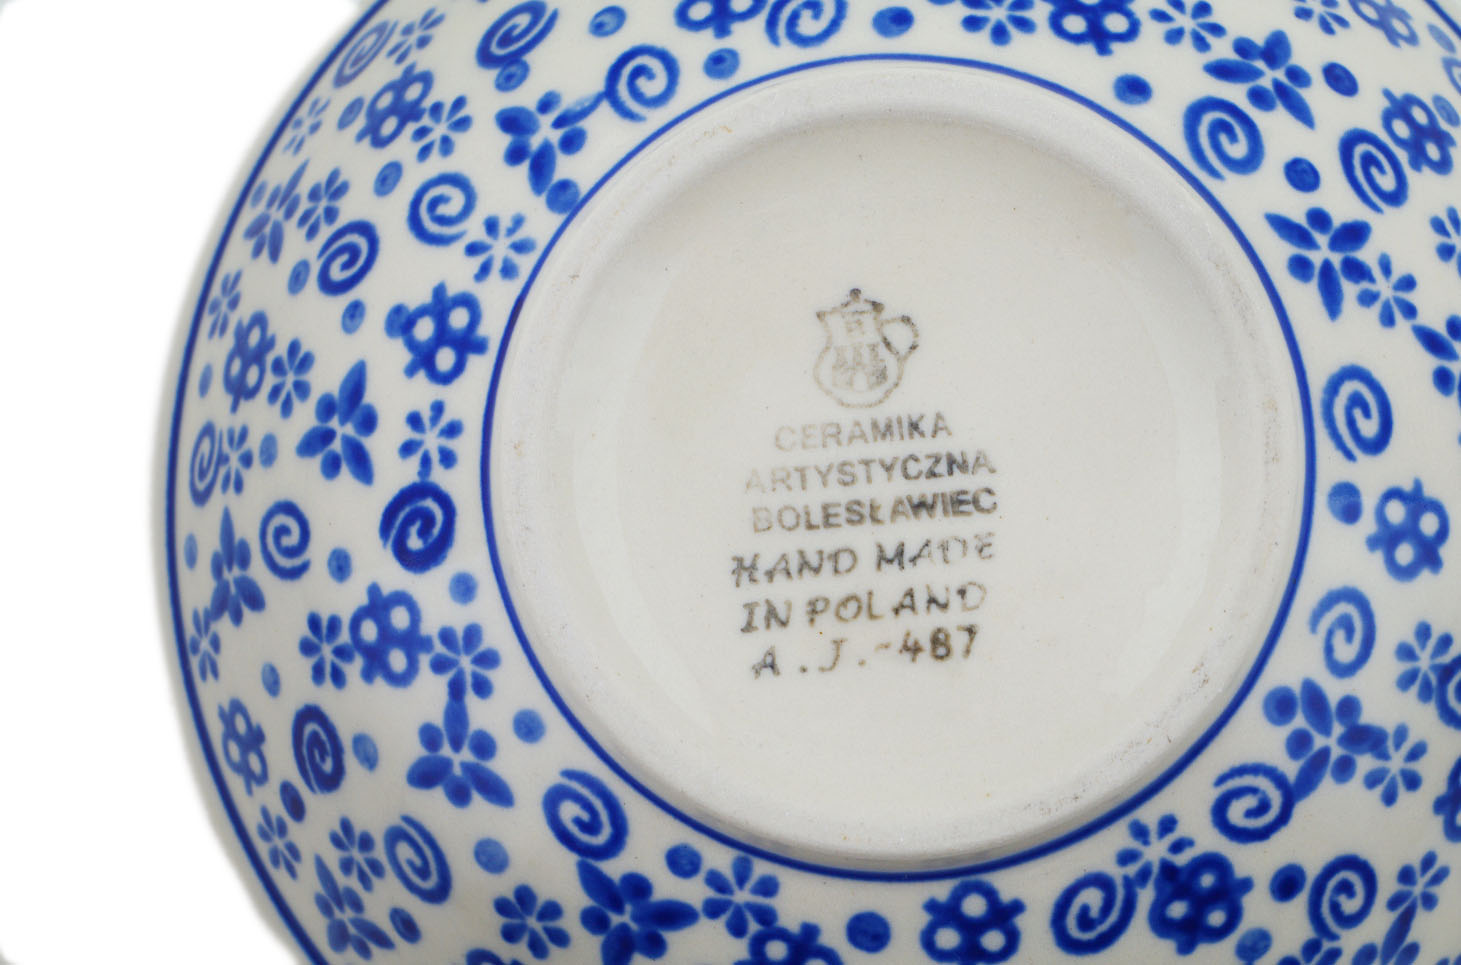 CERAMIKA
ARTYSTYCZNA
BOLESŁAWIEC
HAND MADE
IN POLAND
A.J.-487